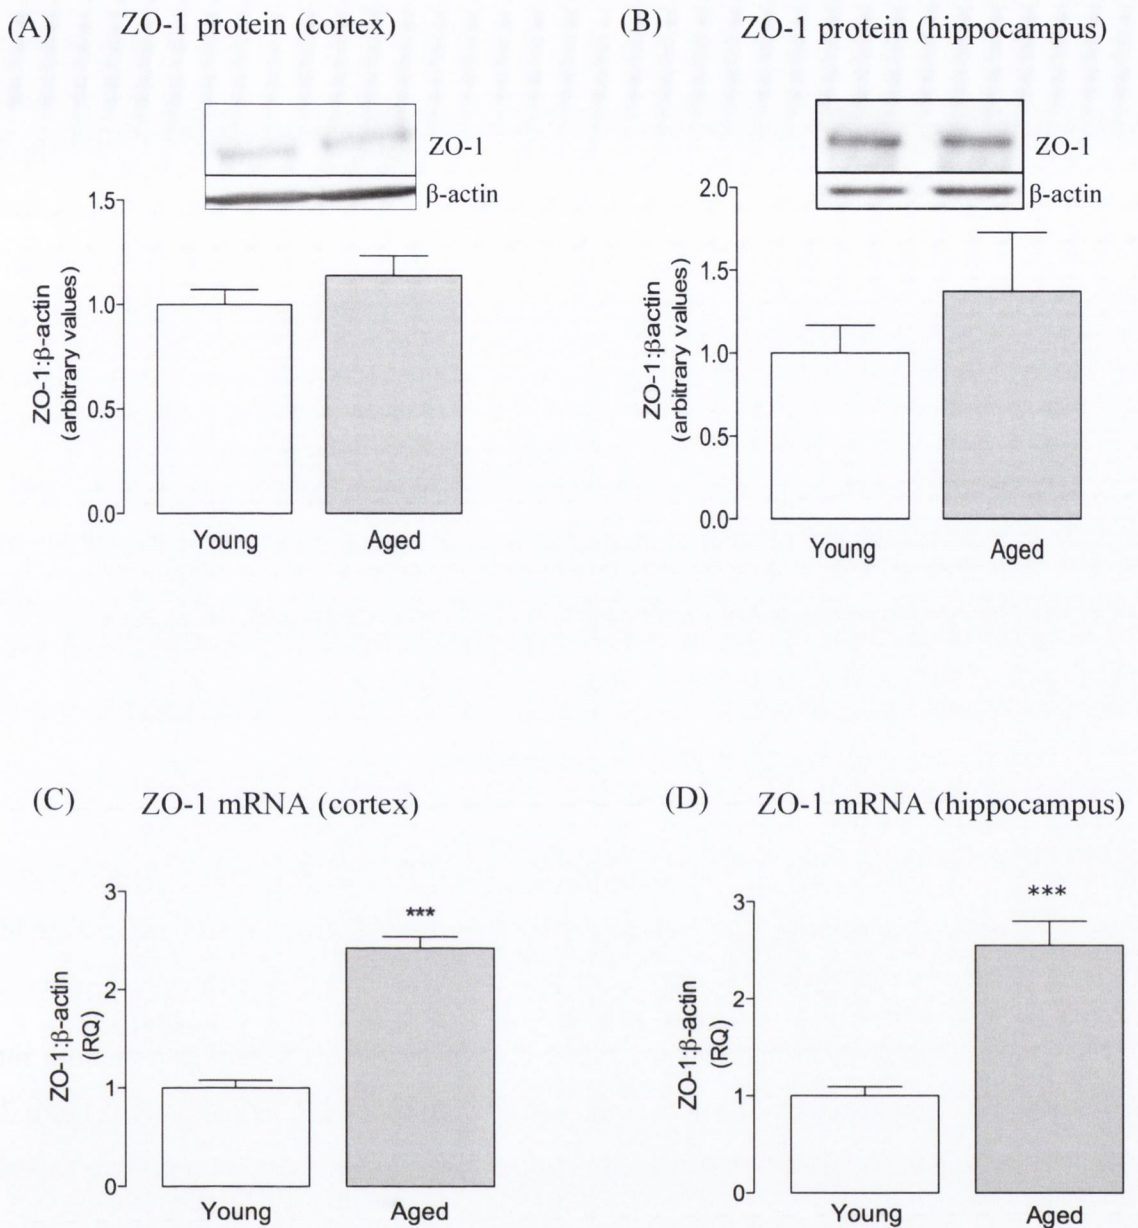 (A) ZO-1 protein (cortex)
ZO-1
β-actin
1.5
1.0
0.5
0.0
ZO-1:β-actin
(arbitrary values)
Young Aged
(B) ZO-1 protein (hippocampus)
ZO-1
β-actin
2.0
1.5
1.0
0.5
0.0
ZO-1:βactin
(arbitrary values)
Young Aged
(C) ZO-1 mRNA (cortex)
3
2
1
0
ZO-1:β-actin
(RQ)
***
Young Aged
(D) ZO-1 mRNA (hippocampus)
3
2
1
0
ZO-1:β-actin
(RQ)
***
Young Aged